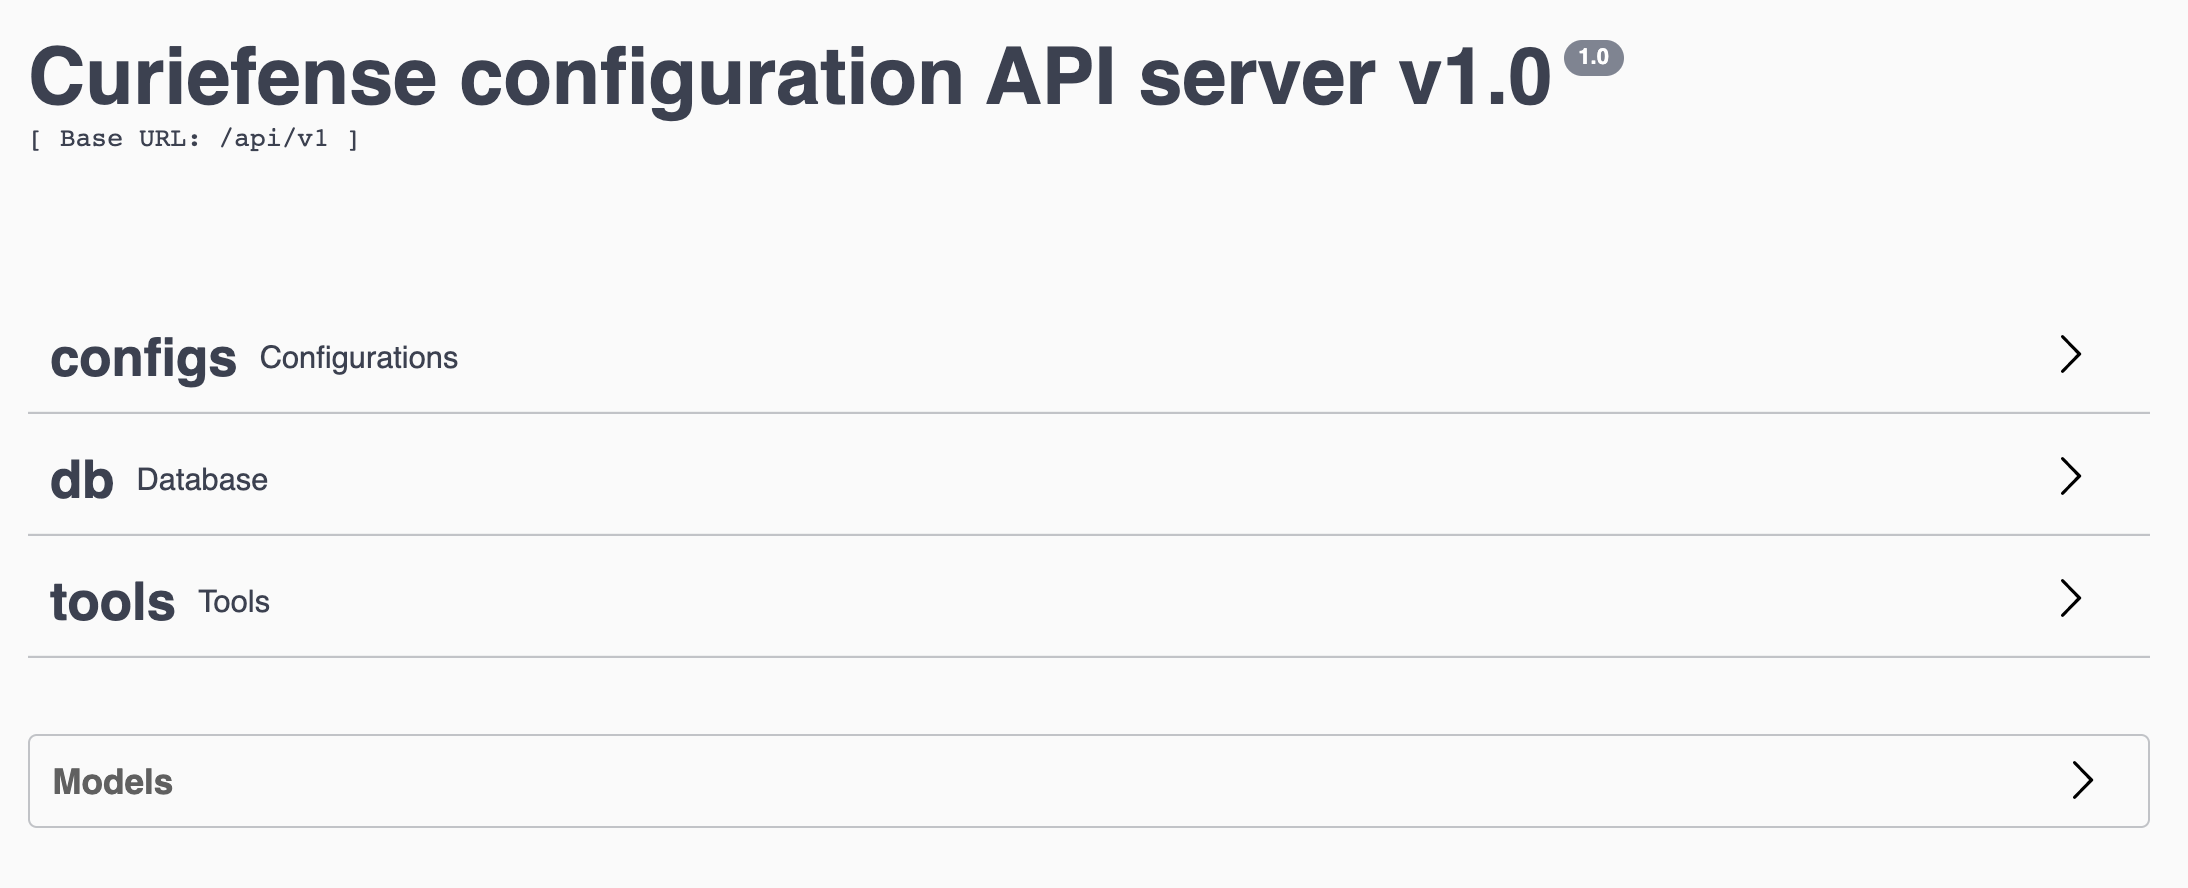 Curiefense configuration API server v1.0 1.0
[ Base URL: /api/v1 ]
configs Configurations
db Database
tools Tools
Models